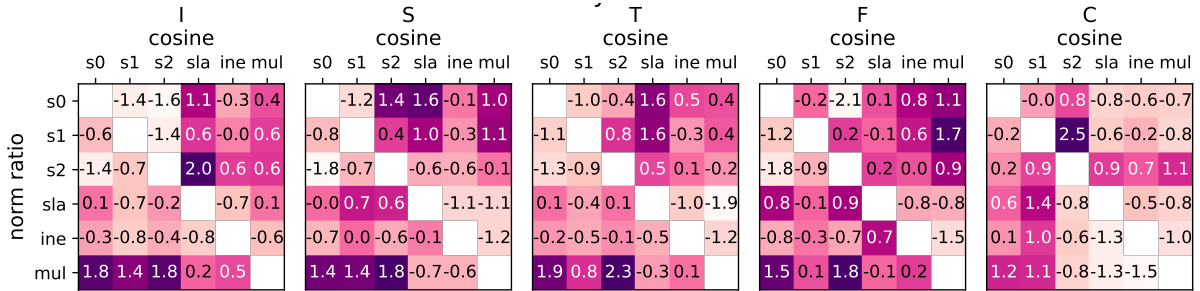 I S T F C
cosine cosine cosine cosine cosine
s0 s1 s2 sla ine mul s0 s1 s2 sla ine mul s0 s1 s2 sla ine mul s0 s1 s2 sla ine mul s0 s1 s2 sla ine mul
s0 -1.4 -1.6 1.1 -0.3 0.4 -1.2 1.4 1.6 -0.1 1.0 -1.0 -0.4 1.6 0.5 0.4 -0.2 -2.1 0.1 0.8 1.1 -0.0 0.8 -0.8 -0.6 -0.7
s1 -0.6 -1.4 0.6 -0.0 0.6 -0.8 0.4 1.0 -0.3 1.1 -1.1 0.8 1.6 -0.3 0.4 -1.2 0.2 -0.1 0.6 1.7 -0.2 2.5 -0.6 -0.2 -0.8
s2 -1.4 -0.7 2.0 0.6 0.6 -1.8 -0.7 -0.6 -0.6 -0.1 -1.3 -0.9 0.5 0.1 -0.2 -1.8 -0.9 0.2 0.0 0.9 0.2 0.9 0.9 0.7 1.1
sla 0.1 -0.7 -0.2 -0.7 0.1 -0.0 0.7 0.6 -1.1 -1.1 0.1 -0.4 0.1 -1.0 -1.9 0.8 -0.1 0.9 -0.8 -0.8 0.6 1.4 -0.8 -0.5 -0.8
ine -0.3 -0.8 -0.4 -0.8 -0.6 -0.7 0.0 -0.6 -0.1 -1.2 -0.2 -0.5 -0.1 -0.5 -1.2 -0.8 -0.3 -0.7 0.7 -1.5 0.1 1.0 -0.6 -1.3 -1.0
mul 1.8 1.4 1.8 0.2 0.5 1.4 1.4 1.8 -0.7 -0.6 1.9 0.8 2.3 -0.3 0.1 1.5 0.1 1.8 -0.1 0.2 1.2 1.1 -0.8 -1.3 -1.5
norm ratio